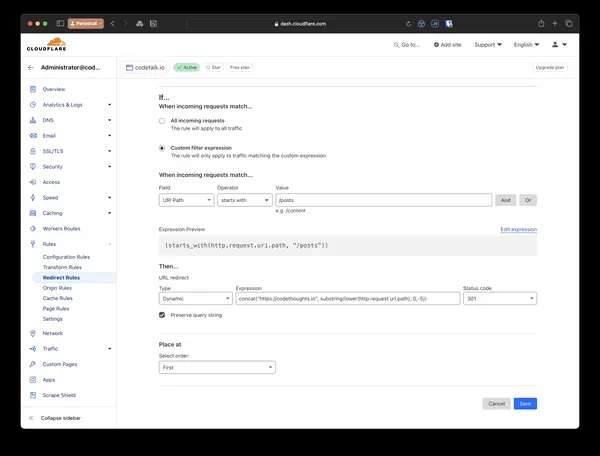 Personal
dash.cloudflare.com
CLOUDFLARE
Go to...
Add site
Support
English
Administrator@cod...
codetalk.io
Active
Star
Free plan
Upgrade plan
Overview
Analytics & Logs
DNS
Email
SSL/TLS
Security
Access
Speed
Caching
Workers Routes
Rules
Configuration Rules
Transform Rules
Redirect Rules
Origin Rules
Cache Rules
Page Rules
Settings
Network
Traffic
Custom Pages
Apps
Scrape Shield
Collapse sidebar
If...
When incoming requests match...
All incoming requests
The rule will apply to all traffic
Custom filter expression
The rule will only apply to traffic matching the custom expression
When incoming requests match...
Field Operator Value
URI Path starts with /posts And Or
e.g. /content
Expression Preview Edit expression
(starts_with(http.request.uri.path, "/posts"))
Then...
URL redirect
Type Expression Status code
Dynamic concat("https://codethoughts.io", substring(lower(http.request.uri.path), 0,-5)) 301
Preserve query string
Place at
Select order:
First
Cancel Save